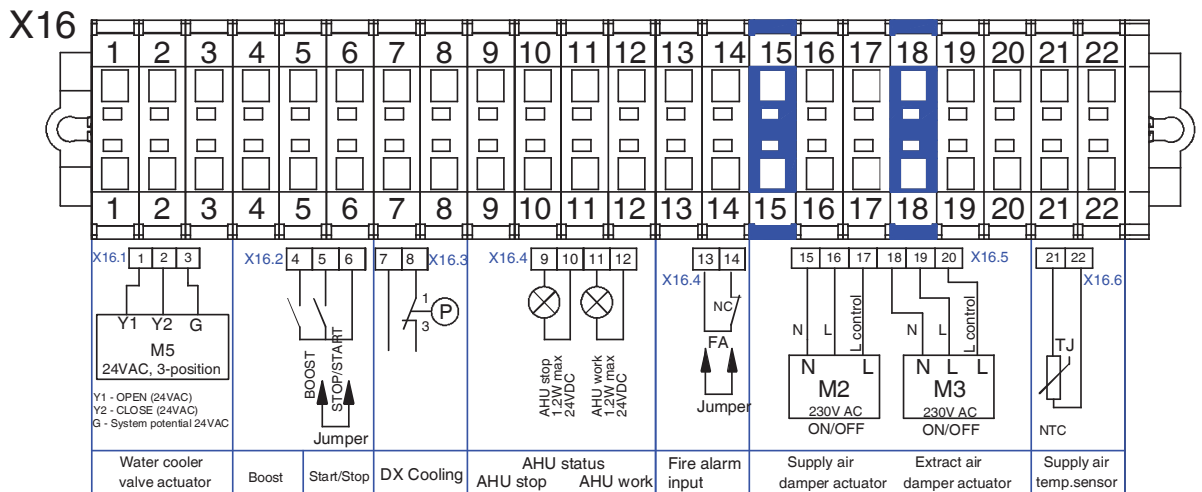 X16
1 2 3 4 5 6 7 8 9 10 11 12 13 14 15 16 17 18 19 20 21 22
1 2 3 4 5 6 7 8 9 10 11 12 13 14 15 16 17 18 19 20 21 22
X16.1 1 2 3
X16.2 4 5 6
7 8 X16.3
X16.4 9 10 11 12
13 14
X16.4
15 16 17 18 19 20 X16.5
21 22
X16.6
Y1 Y2 G
M5
24VAC, 3-position
Y1 - OPEN (24VAC)
Y2 - CLOSE (24VAC)
G - System potential 24VAC
BOOST
STOP/START
Jumper
1
3
P
AHU stop
1.2W max
24VDC
AHU work
1.2W max
24VDC
NC
FA
Jumper
N L L control
N L
M2
230V AC
ON/OFF
N L L control
N L L
M3
230V AC
ON/OFF
TJ
NTC
Water cooler
valve actuator
Boost
Start/Stop
DX Cooling
AHU status
AHU stop AHU work
Fire alarm
input
Supply air
damper actuator
Extract air
damper actuator
Supply air
temp.sensor